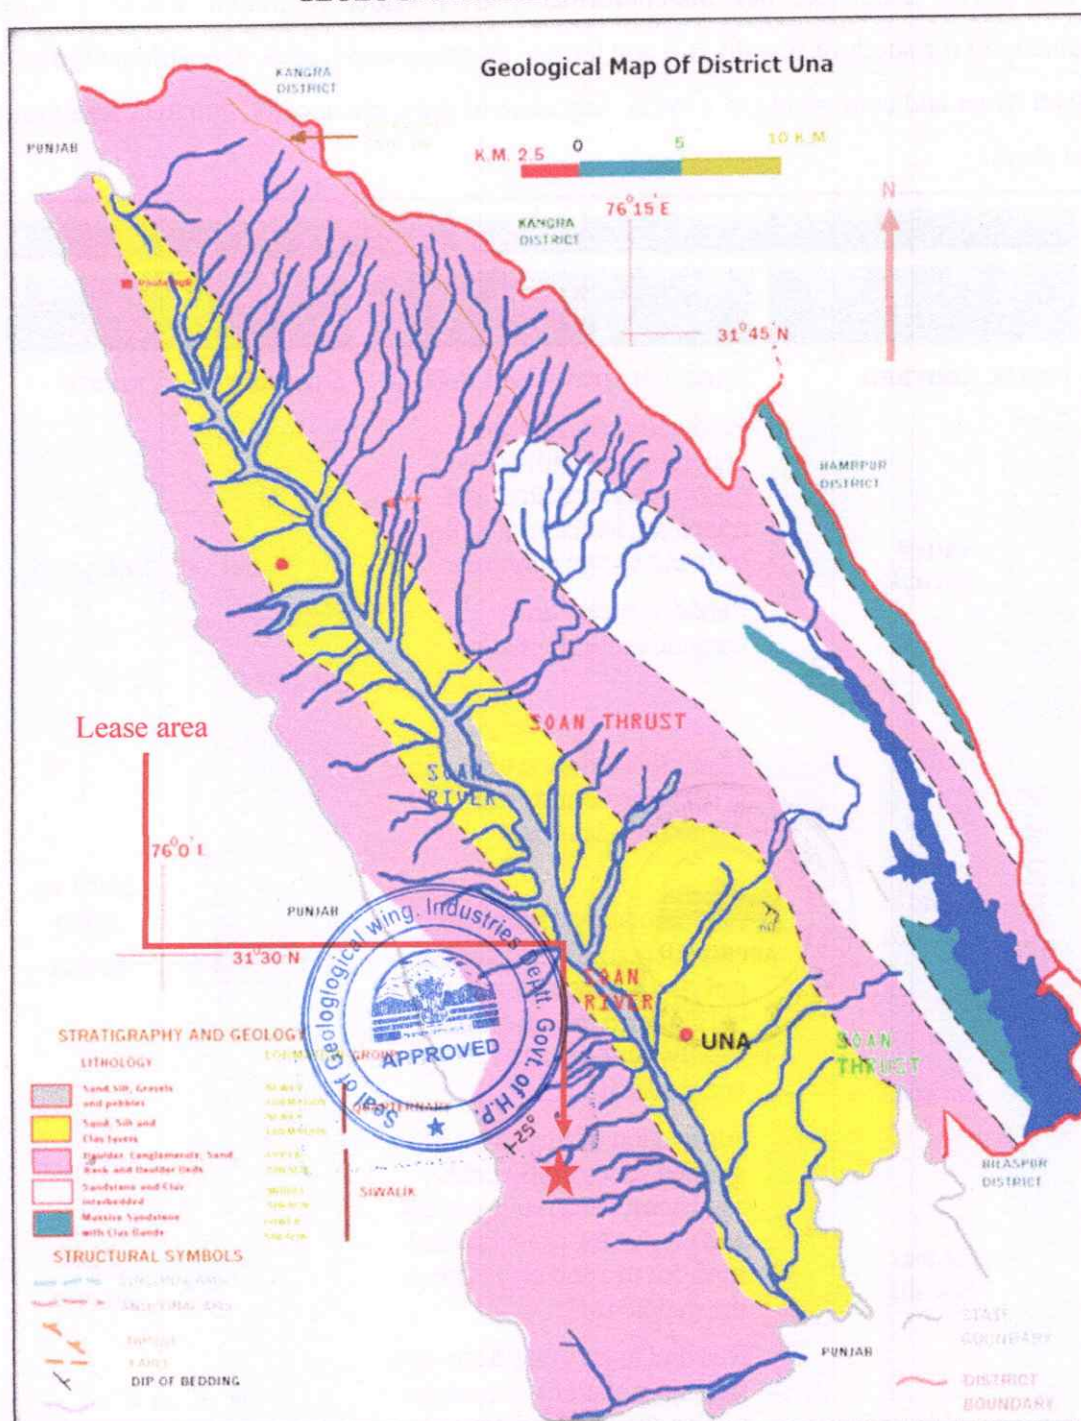 Geological Map Of District Una
KANGRA
DISTRICT
PUNJAB
K.M. 2.5 0 5 10 K.M
76°15'E
KANGRA
DISTRICT
N
31°45'N
HAMRPUR
DISTRICT
Lease area
SOAN THRUST
SOAN
RIVER
76°0'E
PUNJAB
31°30 N
Seal of Geologlogical wing. Industries Deptt. Govt. of H.P.
APPROVED
SOAN
RIVER
UNA
SOAN
THRUST
25°
STRATIGRAPHY AND GEOLOGY
LITHOLOGY
GROUP
Sand Silt, Gravels
and pebbles
QUARTERNARY
Sand, Silt and
Clay layers
Boulder, Conglomerate, Sand
Rock and Boulder Beds
Sandstone and Clay
interbedded
SIWALIK
Massive Sandstone
with Clay Bands
BILASPUR
DISTRICT
STRUCTURAL SYMBOLS
DIP OF BEDDING
STATE
BOUNDARY
PUNJAB
DISTRICT
BOUNDARY